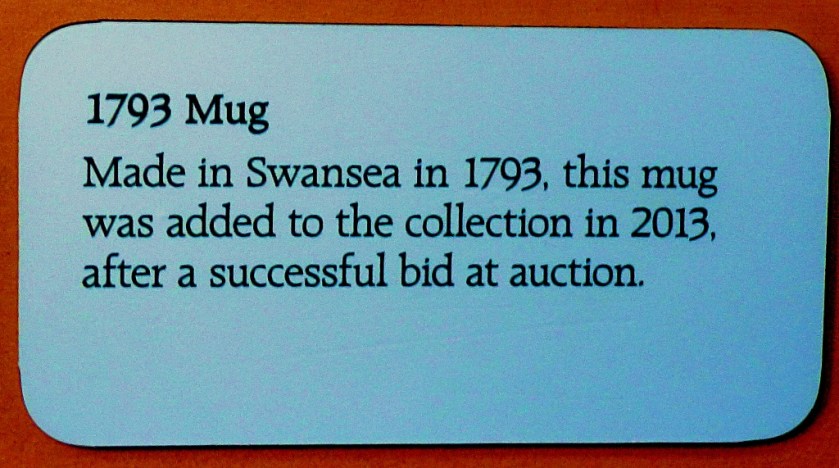 1793 Mug
Made in Swansea in 1793, this mug
was added to the collection in 2013,
after a successful bid at auction.